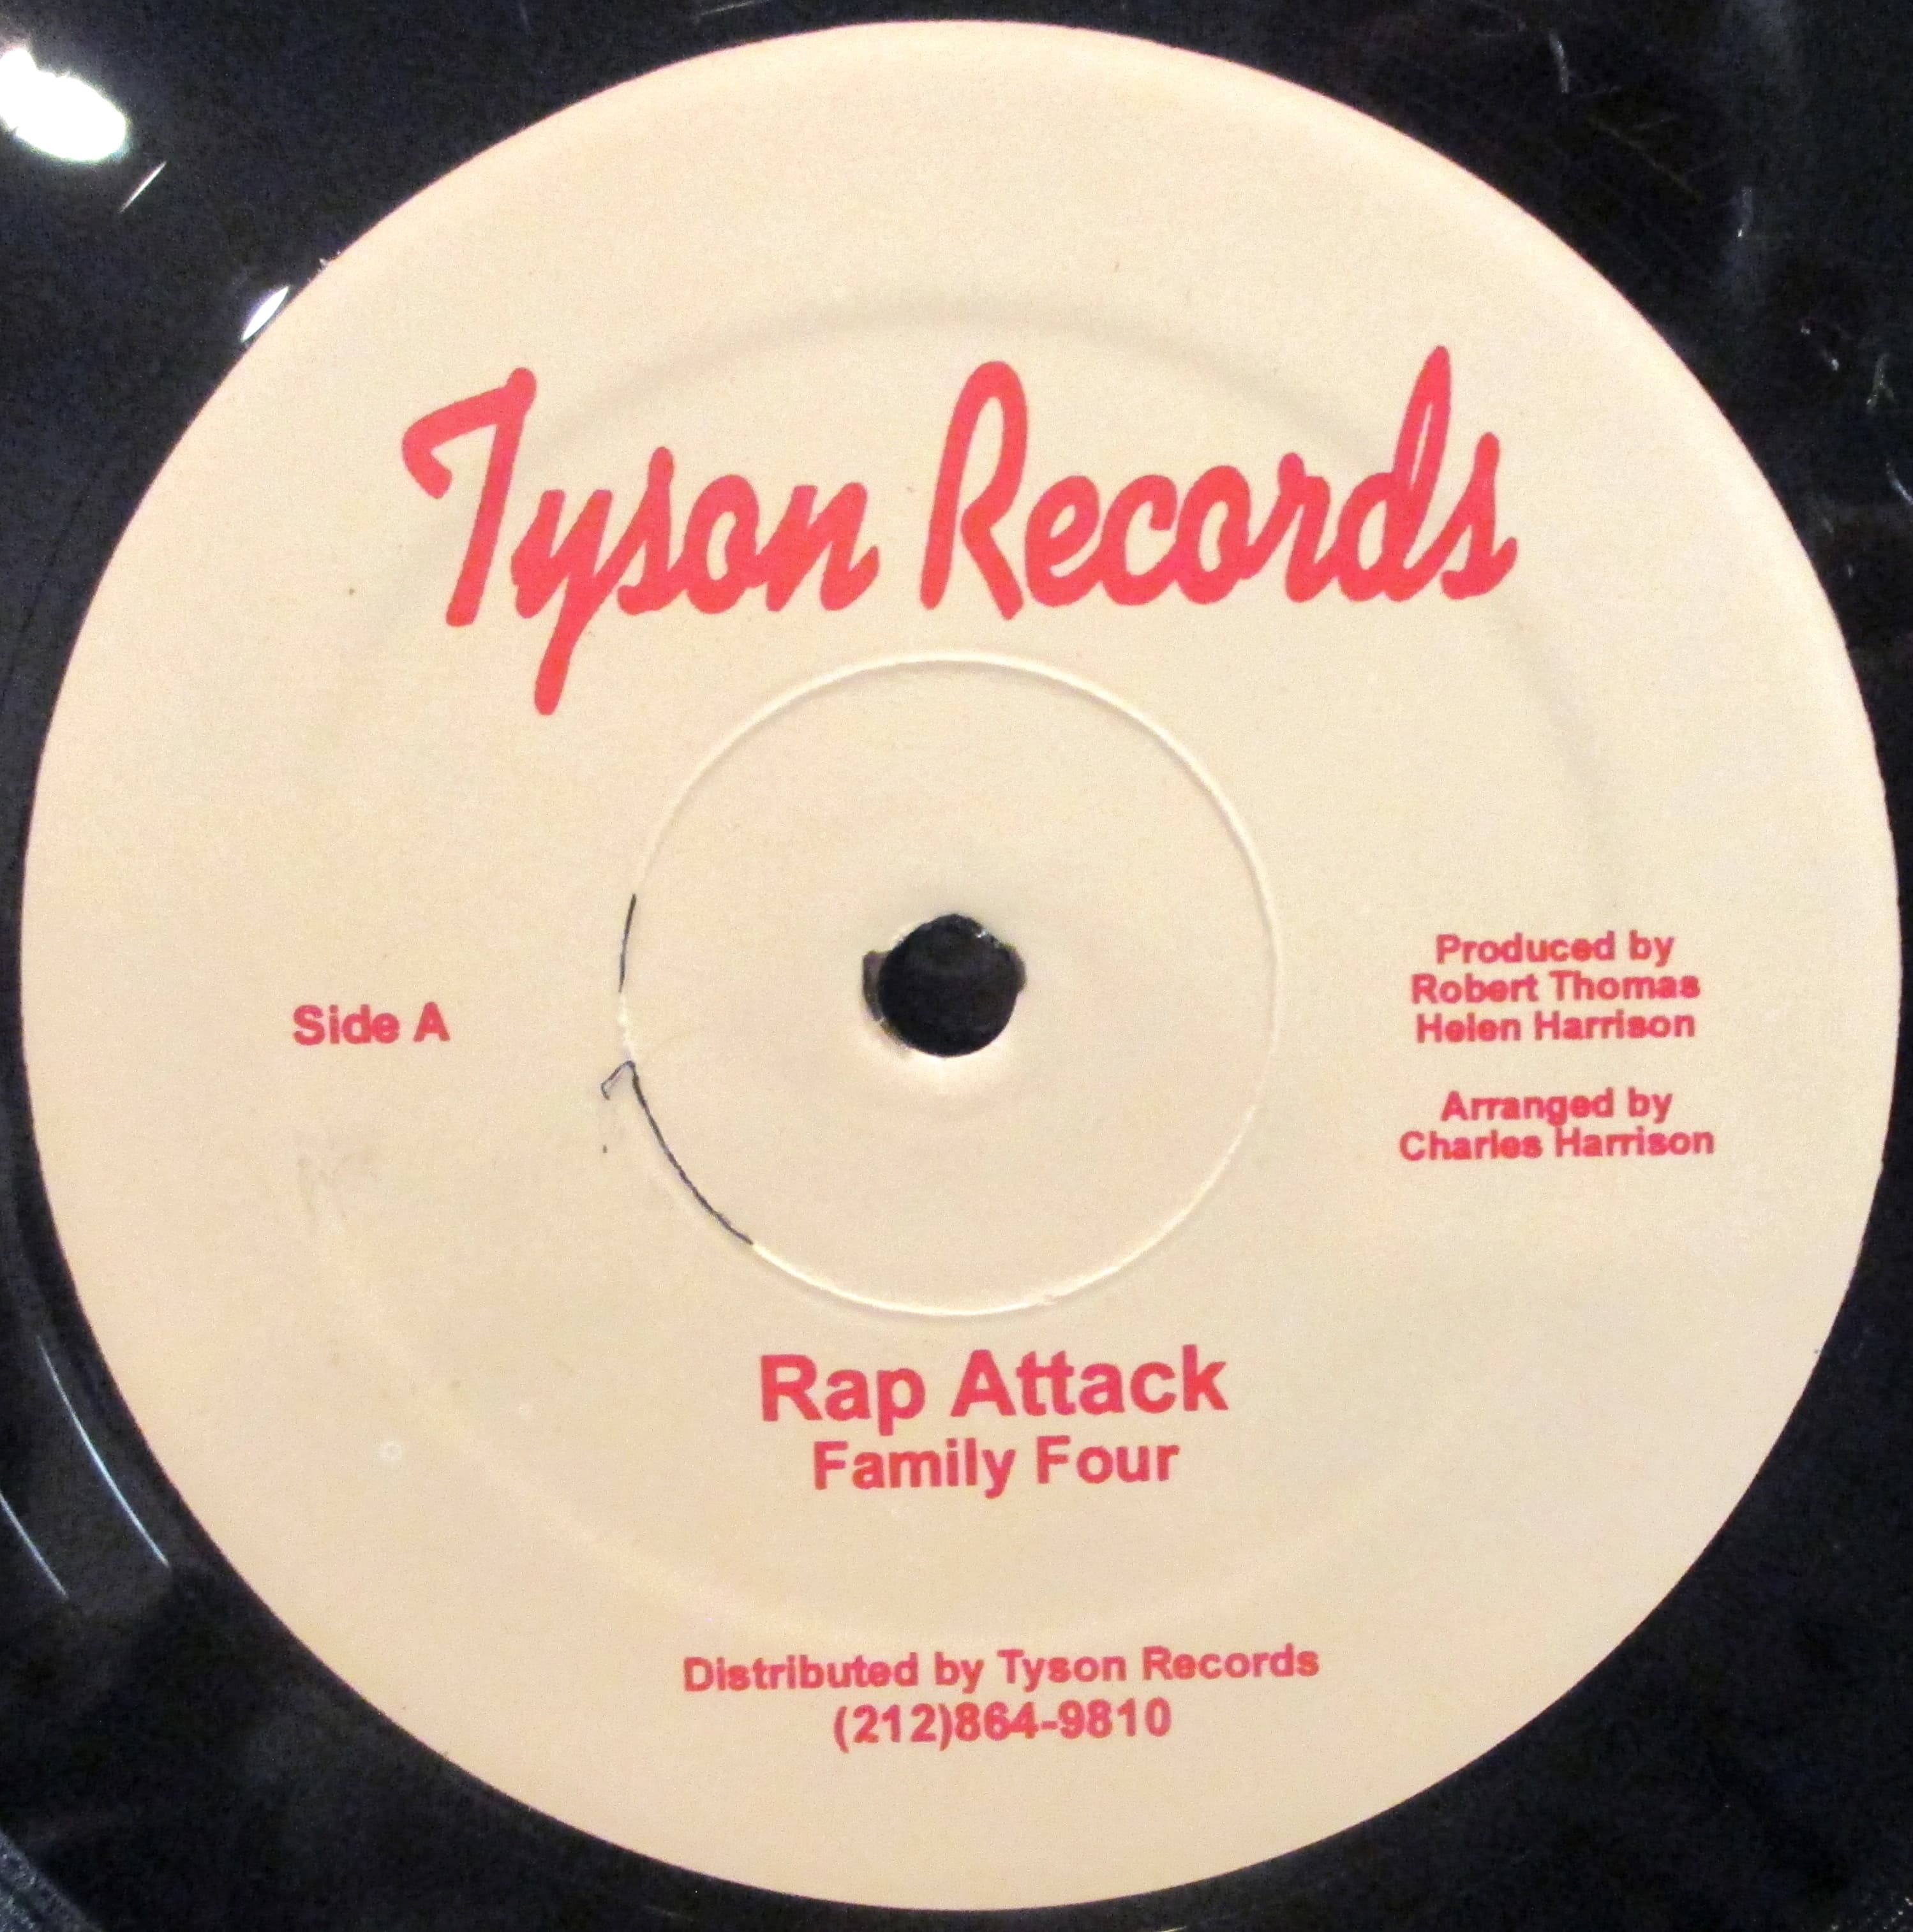 Tyson Records
Side A
Produced by
Robert Thomas
Helen Harrison
Arranged by
Charles Harrison
Rap Attack
Family Four
Distributed by Tyson Records
(212)864-9810